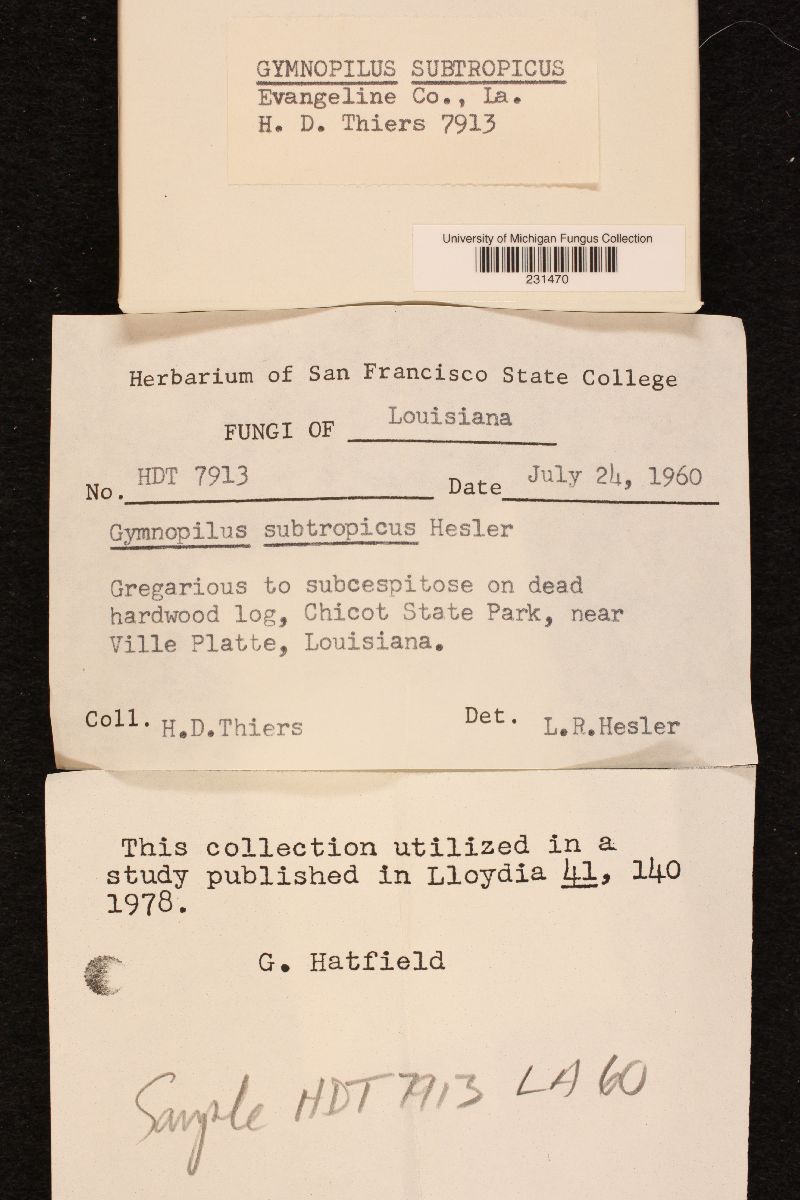 GYMNOPILUS SUBTROPICUS
Evangeline Co., La.
H. D. Thiers 7913
University of Michigan Fungus Collection
231470
Herbarium of San Francisco State College
FUNGI OF Louisiana
No. HDT 7913 Date July 24, 1960
Gymnopilus subtropicus Hesler
Gregarious to subcespitose on dead
hardwood log, Chicot State Park, near
Ville Platte, Louisiana.
Coll. H.D.Thiers Det. L.R.Hesler
This collection utilized in a
study published in Lloydia 41, 140
1978.
G. Hatfield
Sample HDT 7913 LA 60